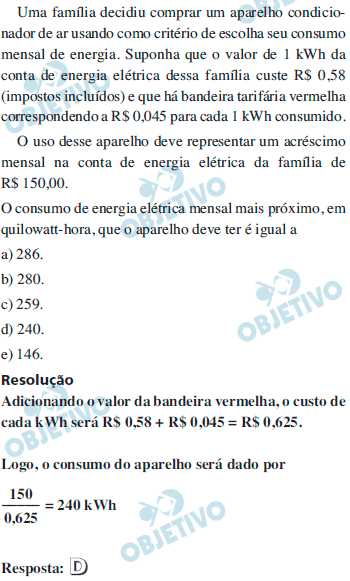 Uma família decidiu comprar um aparelho condicio-
nador de ar usando como critério de escolha seu consumo
mensal de energia. Suponha que o valor de 1 kWh da
conta de energia elétrica dessa família custe R$ 0,58
(impostos incluídos) e que há bandeira tarifária vermelha
correspondendo a R$ 0,045 para cada 1 kWh consumido.
O uso desse aparelho deve representar um acréscimo
mensal na conta de energia elétrica da família de
R$ 150,00.
O consumo de energia elétrica mensal mais próximo, em
quilowatt-hora, que o aparelho deve ter é igual a
a) 286.
b) 280.
c) 259.
d) 240.
e) 146.
Resolução
Adicionando o valor da bandeira vermelha, o custo de
cada kWh será R$ 0,58 + R$ 0,045 = R$ 0,625.
Logo, o consumo do aparelho será dado por
150
0,625 = 240 kWh
Resposta: D
OBJETIVO
OBJETIVO
OBJETIVO
OBJETIVO
OBJETIVO
OBJETIVO
OBJETIVO